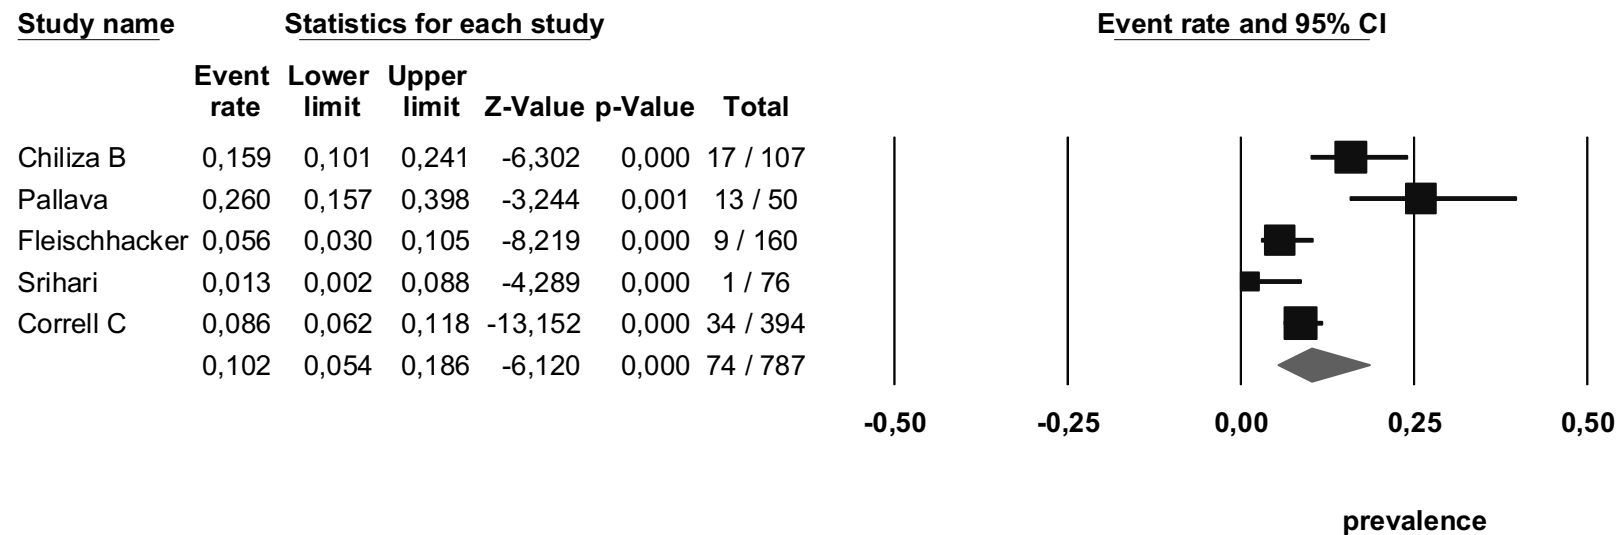 Study name Statistics for each study Event rate and 95% CI
Event Lower Upper
rate limit limit Z-Value p-Value Total
Chiliza B 0,159 0,101 0,241 -6,302 0,000 17 / 107
Pallava 0,260 0,157 0,398 -3,244 0,001 13 / 50
Fleischhacker 0,056 0,030 0,105 -8,219 0,000 9 / 160
Srihari 0,013 0,002 0,088 -4,289 0,000 1 / 76
Correll C 0,086 0,062 0,118 -13,152 0,000 34 / 394
0,102 0,054 0,186 -6,120 0,000 74 / 787
-0,50 -0,25 0,00 0,25 0,50
prevalence